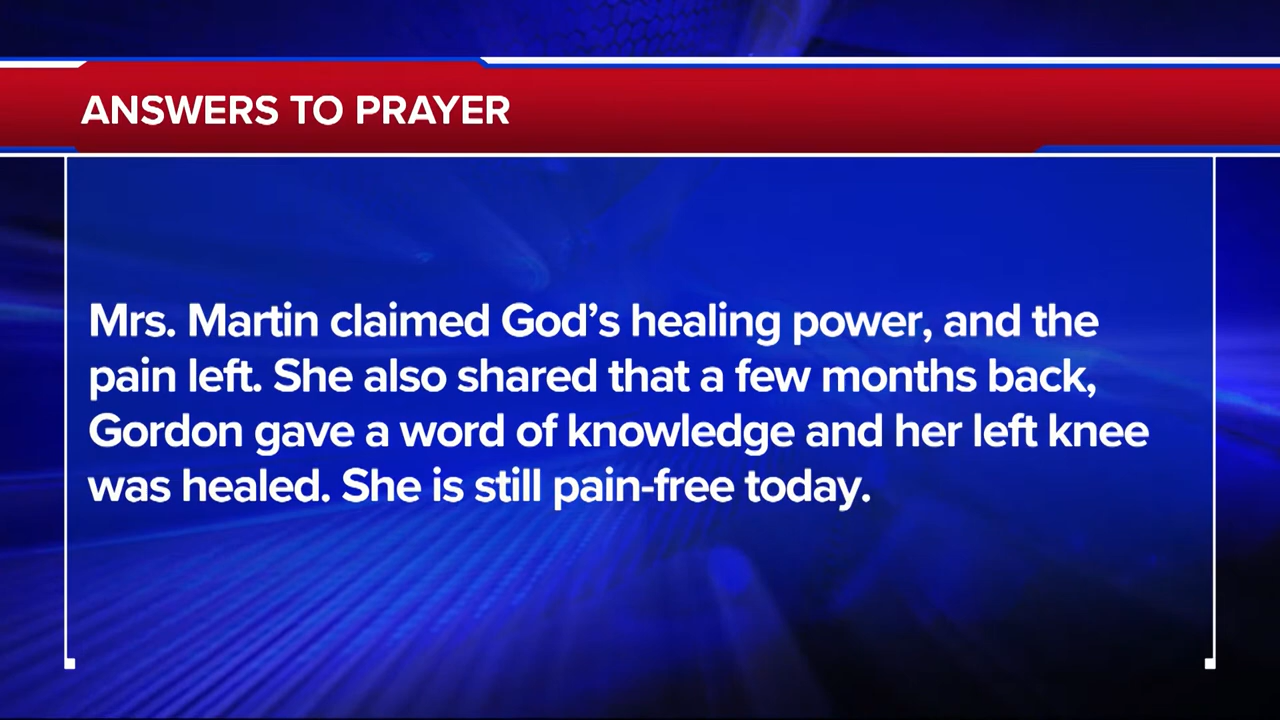 ANSWERS TO PRAYER
Mrs. Martin claimed God’s healing power, and the
pain left. She also shared that a few months back,
Gordon gave a word of knowledge and her left knee
was healed. She is still pain-free today.